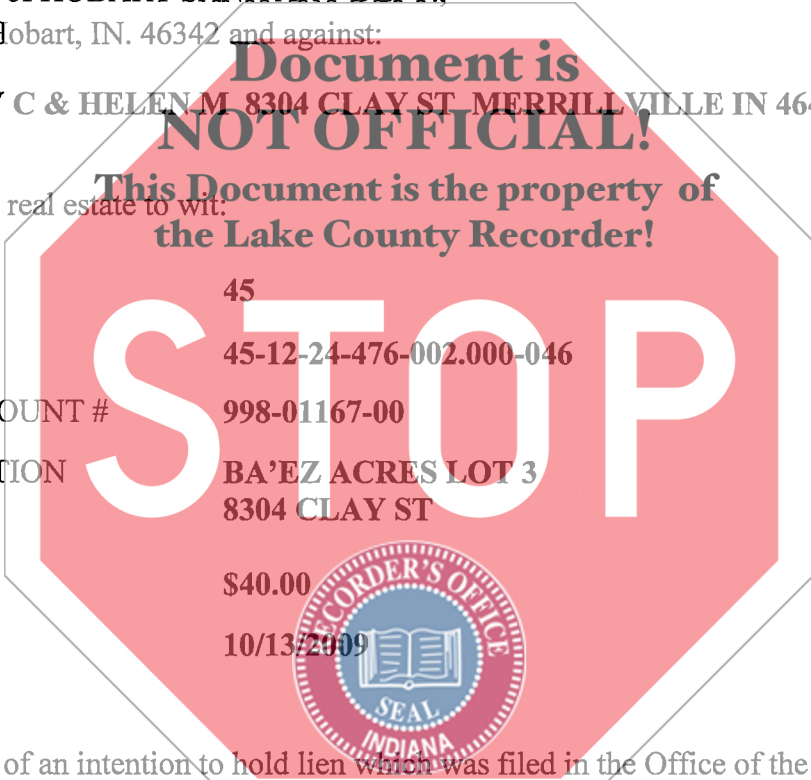 Hobart, IN. 46342 and against:
Document is
C & HELEN M 8304 CLAY ST MERRILLVILLE IN 464
NOT OFFICIAL!
This Document is the property of
real estate to wit:
the Lake County Recorder!
45
STOP
45-12-24-476-002.000-046
OUNT # 998-01167-00
TION BA'EZ ACRES LOT 3
8304 CLAY ST
$40.00
RECORDER'S OFFICE
10/13/2009
SEAL
INDIANA
of an intention to hold lien which was filed in the Office of the